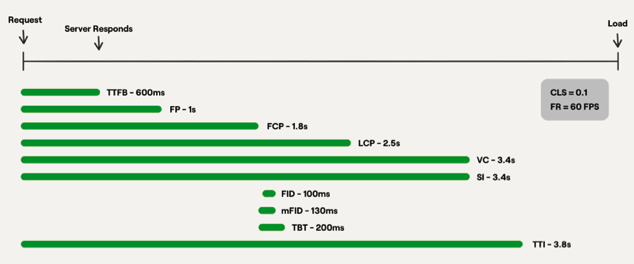 Request
Server Responds
Load
CLS = 0.1
FR = 60 FPS
TTFB - 600ms
FP - 1s
FCP - 1.8s
LCP - 2.5s
VC - 3.4s
SI - 3.4s
FID - 100ms
mFID - 130ms
TBT - 200ms
TTI - 3.8s